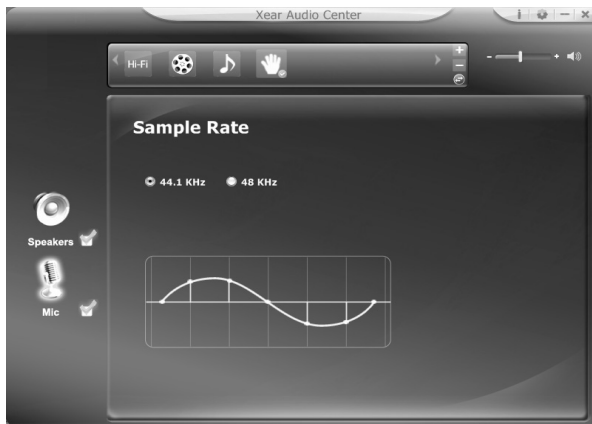 Xear Audio Center
Hi-Fi
Sample Rate
44.1 KHz 48 KHz
Speakers
Mic